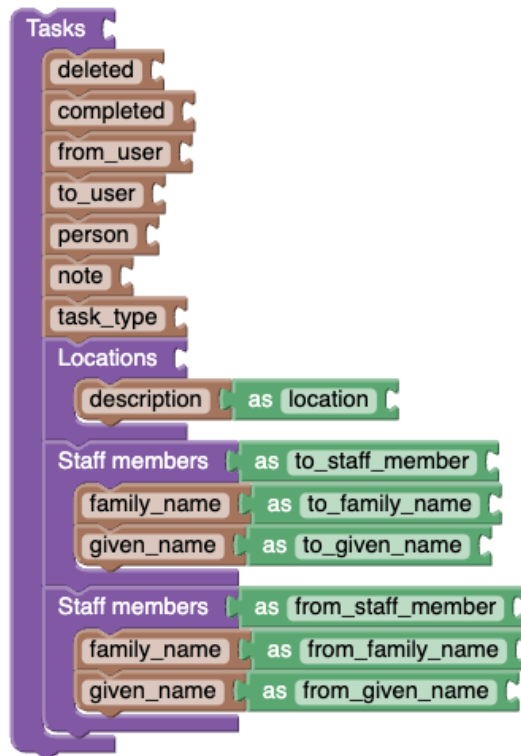 Tasks
deleted
completed
from_user
to_user
person
note
task_type
Locations
description as location
Staff members as to_staff_member
family_name as to_family_name
given_name as to_given_name
Staff members as from_staff_member
family_name as from_family_name
given_name as from_given_name